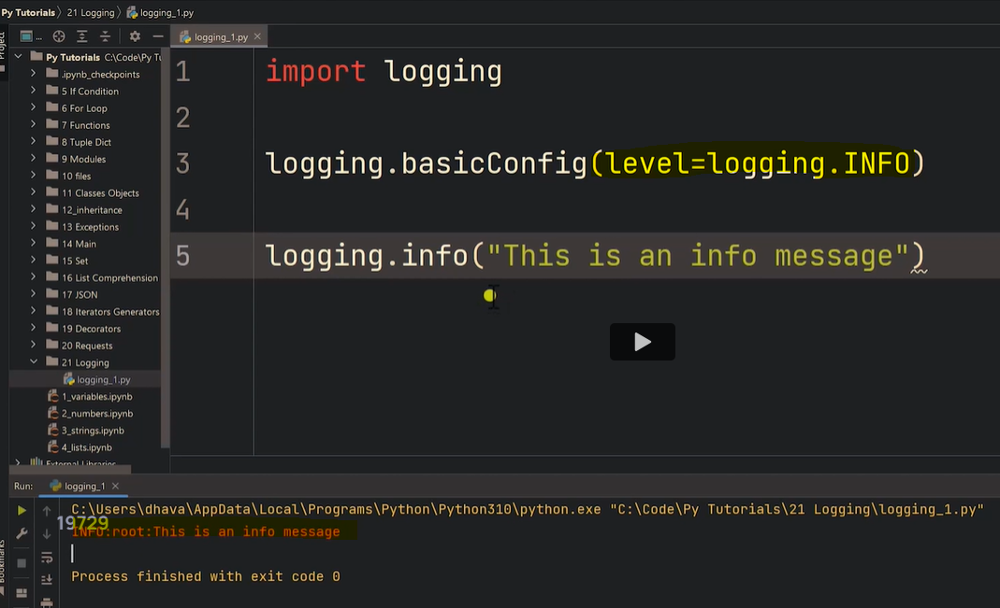 Py Tutorials 21 Logging logging_1.py
Project
...
logging_1.py
Py Tutorials C:\Code\Py Tu
.ipynb_checkpoints
5 If Condition
6 For Loop
7 Functions
8 Tuple Dict
9 Modules
10 files
11 Classes Objects
12_inheritance
13 Exceptions
14 Main
15 Set
16 List Comprehension
17 JSON
18 Iterators Generators
19 Decorators
20 Requests
21 Logging
logging_1.py
1_variables.ipynb
2_numbers.ipynb
3_strings.ipynb
4_lists.ipynb
External Libraries
1 import logging
2
3 logging.basicConfig(level=logging.INFO)
4
5 logging.info("This is an info message")
Run: logging_1
C:\Users\dhava\AppData\Local\Programs\Python\Python310\python.exe "C:\Code\Py Tutorials\21 Logging\logging_1.py"
19729
INFO:root:This is an info message
Process finished with exit code 0
Bookmarks